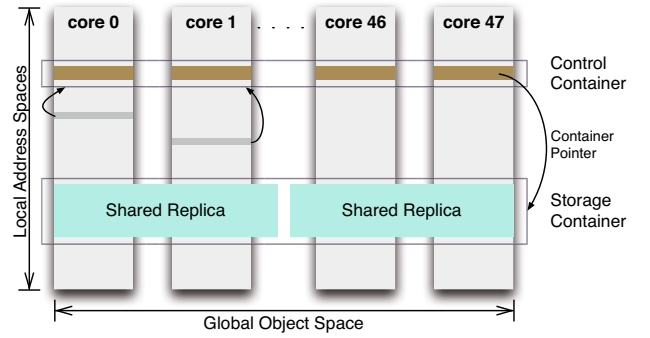 core 0
core 1
. . . .
core 46
core 47
Control
Container
Container
Pointer
Local Address Spaces
Shared Replica
Shared Replica
Storage
Container
Global Object Space